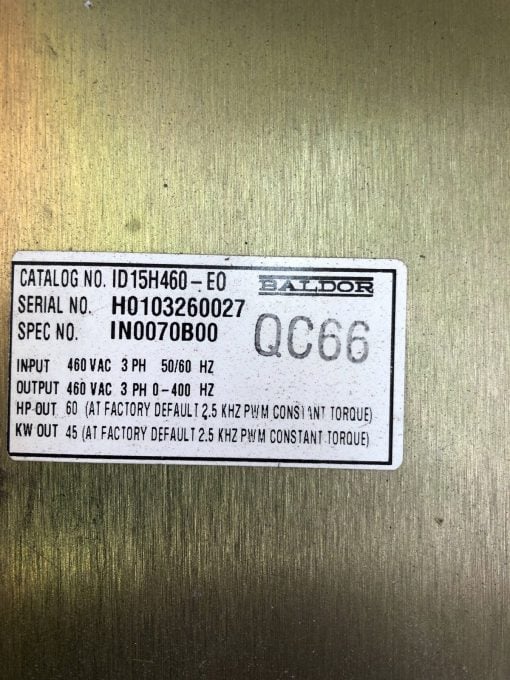 CATALOG NO. ID15H460-EO BALDOR
SERIAL NO. H0103260027
SPEC NO. IN0070B00 QC66
INPUT 460 VAC 3 PH 50/60 HZ
OUTPUT 460 VAC 3 PH 0-400 HZ
HP OUT 60 (AT FACTORY DEFAULT 2.5 KHZ PWM CONSTANT TORQUE)
KW OUT 45 (AT FACTORY DEFAULT 2.5 KHZ PWM CONSTANT TORQUE)